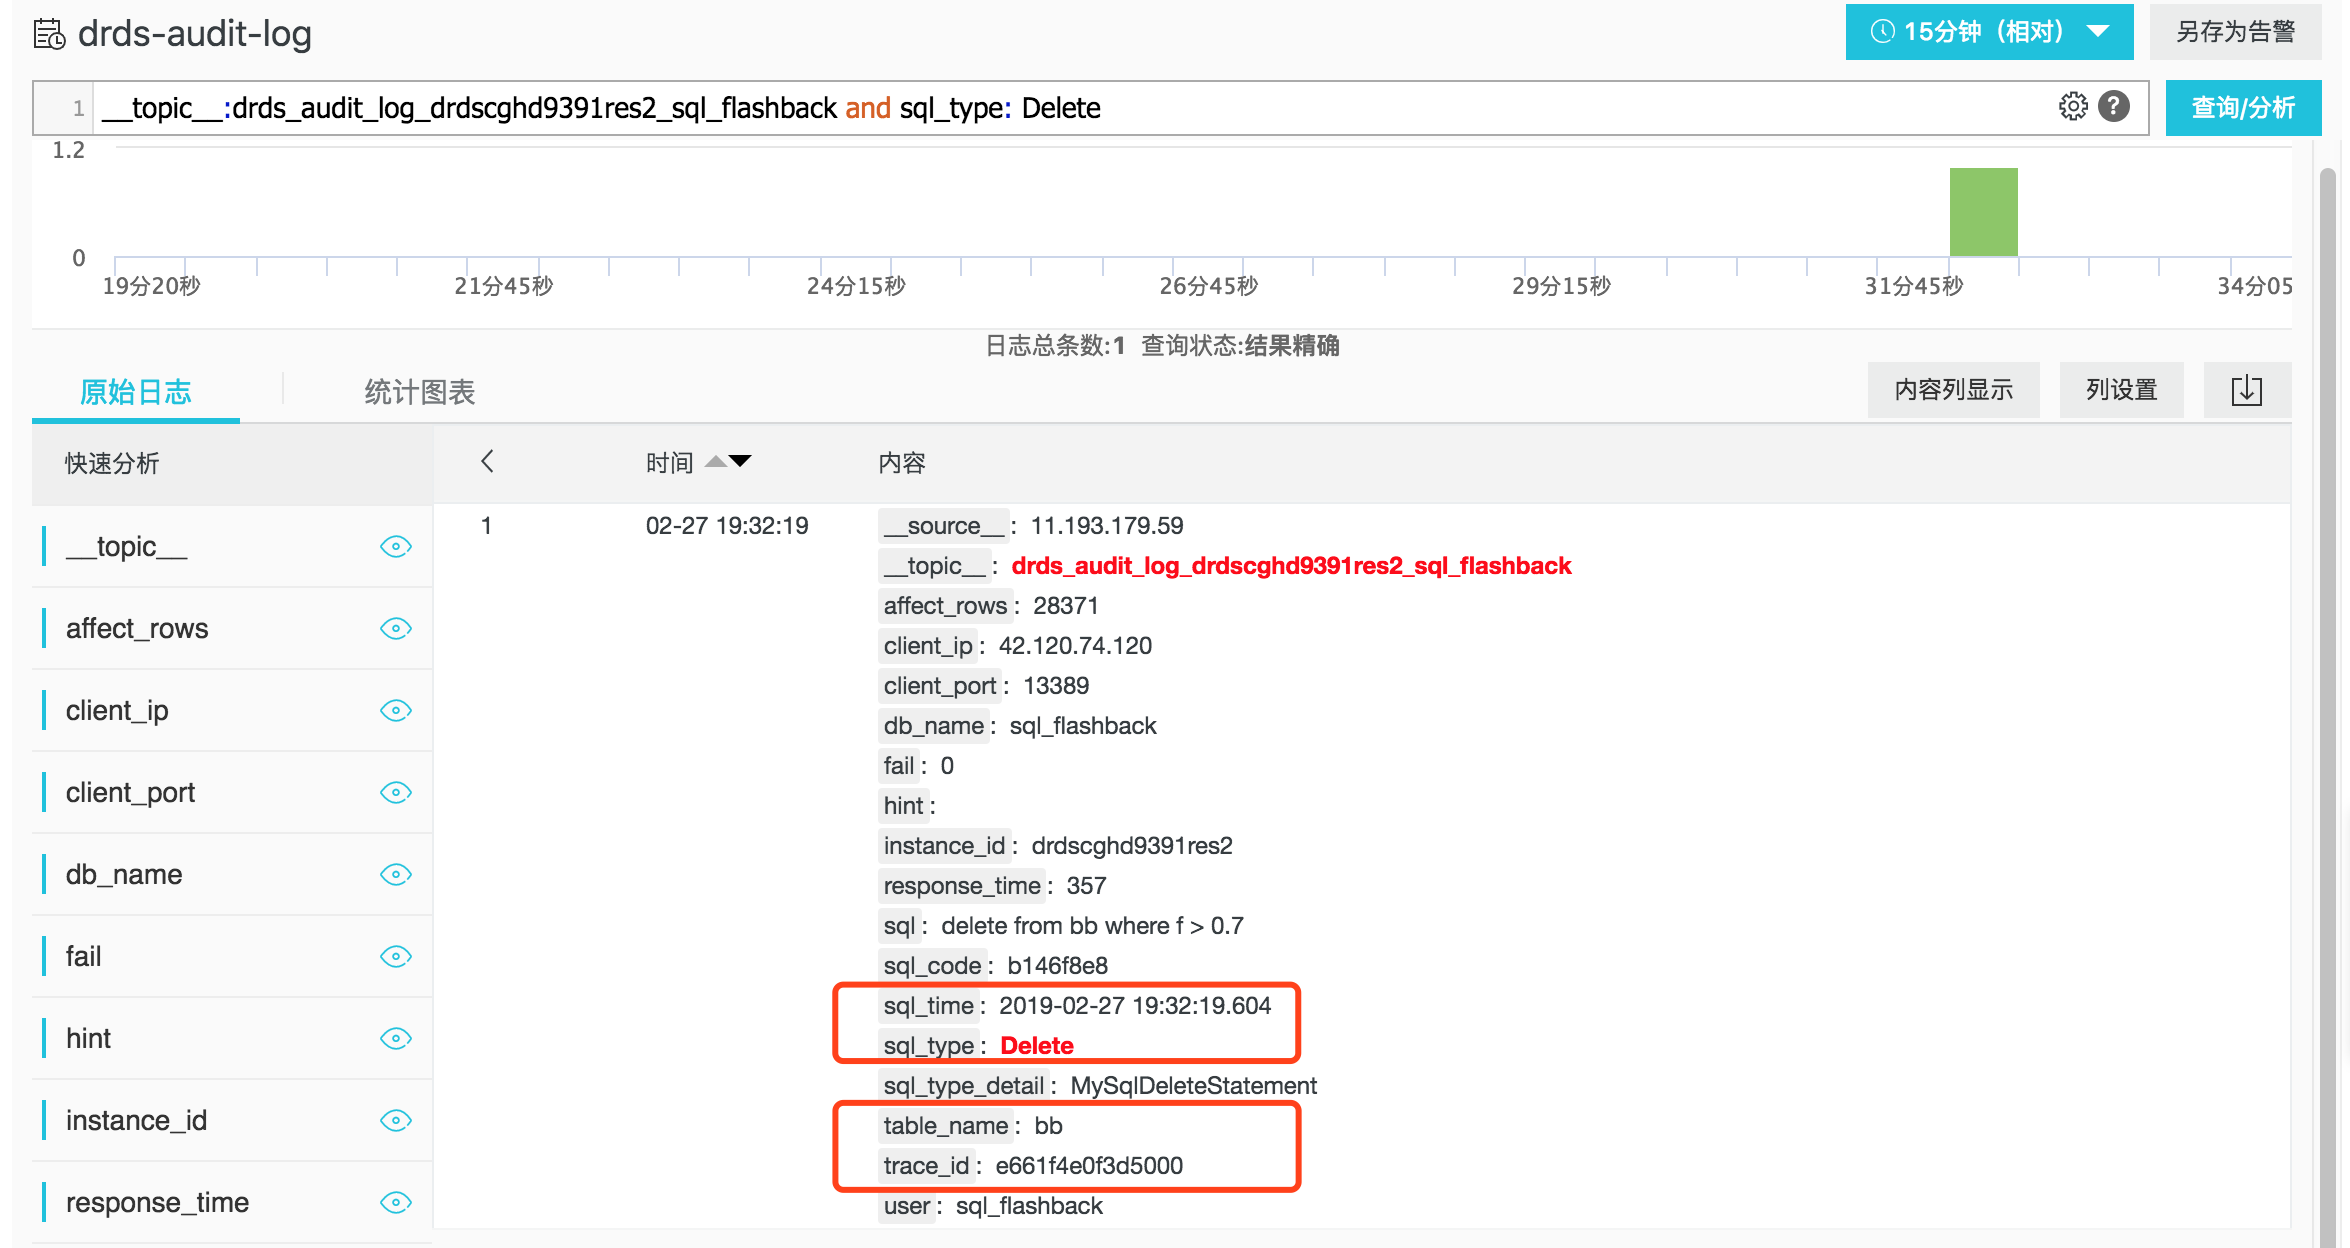 drds-audit-log
15分钟（相对）
另存为告警
1
__topic__:drds_audit_log_drdscghd9391res2_sql_flashback and sql_type: Delete
?
查询/分析
1.2
0
19分20秒 21分45秒 24分15秒 26分45秒 29分15秒 31分45秒 34分05
日志总条数:1 查询状态:结果精确
原始日志
统计图表
内容列显示
列设置
快速分析
__topic__
affect_rows
client_ip
client_port
db_name
fail
hint
instance_id
response_time
时间
内容
1
02-27 19:32:19
__source__: 11.193.179.59
__topic__: drds_audit_log_drdscghd9391res2_sql_flashback
affect_rows: 28371
client_ip: 42.120.74.120
client_port: 13389
db_name: sql_flashback
fail: 0
hint:
instance_id: drdscghd9391res2
response_time: 357
sql: delete from bb where f > 0.7
sql_code: b146f8e8
sql_time: 2019-02-27 19:32:19.604
sql_type: Delete
sql_type_detail: MySqlDeleteStatement
table_name: bb
trace_id: e661f4e0f3d5000
user: sql_flashback